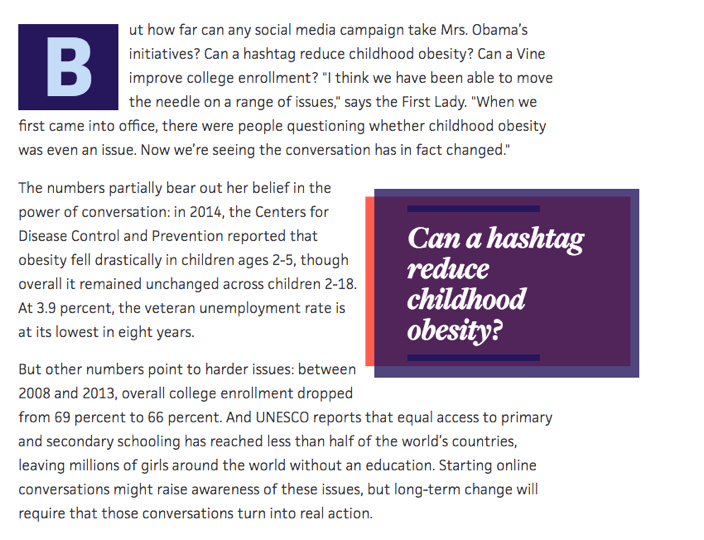 But how far can any social media campaign take Mrs. Obama's
initiatives? Can a hashtag reduce childhood obesity? Can a Vine
improve college enrollment? "I think we have been able to move
the needle on a range of issues," says the First Lady. "When we
first came into office, there were people questioning whether childhood obesity
was even an issue. Now we're seeing the conversation has in fact changed."
The numbers partially bear out her belief in the
power of conversation: in 2014, the Centers for
Disease Control and Prevention reported that
obesity fell drastically in children ages 2-5, though
overall it remained unchanged across children 2-18.
At 3.9 percent, the veteran unemployment rate is
at its lowest in eight years.
Can a hashtag
reduce
childhood
obesity?
But other numbers point to harder issues: between
2008 and 2013, overall college enrollment dropped
from 69 percent to 66 percent. And UNESCO reports that equal access to primary
and secondary schooling has reached less than half of the world's countries,
leaving millions of girls around the world without an education. Starting online
conversations might raise awareness of these issues, but long-term change will
require that those conversations turn into real action.